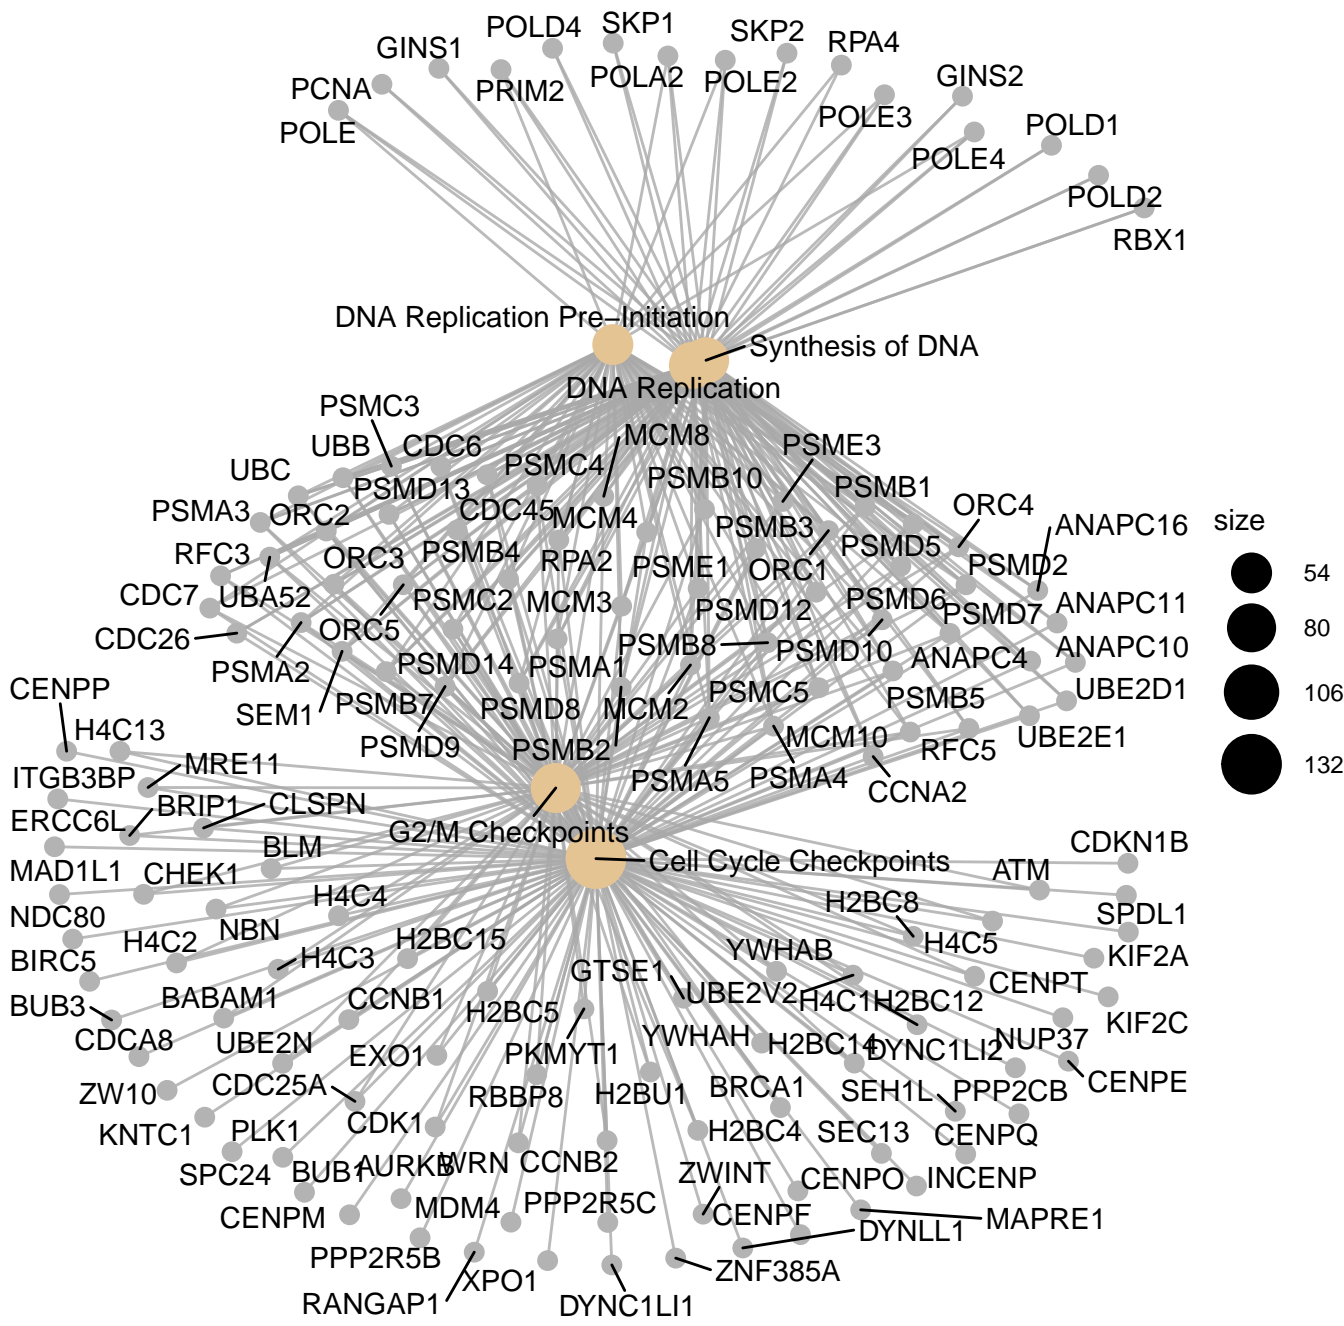 SKP1
POLD4
SKP2
RPA4
GINS1
POLA2
POLE2
GINS2
PCNA
PRIM2
POLE3
POLD1
POLE
POLE4
POLD2
RBX1
DNA Replication Pre−Initiation
Synthesis of DNA
DNA Replication
PSMC3
MCM8
PSME3
UBB
CDC6
UBC
PSMC4
PSMB10
PSMD13
PSMB1
ORC4
PSMA3
ORC2
CDC45
MCM4
PSMB3
ANAPC16
size
RFC3
ORC3
PSMB4
RPA2
PSME1
ORC1
PSMD5
PSMD2
54
CDC7
UBA52
PSMC2
MCM3
PSMD12
PSMD6
PSMD7
ANAPC11
80
CDC26
ORC5
PSMB8
PSMD10
ANAPC4
ANAPC10
PSMA2
PSMD14
PSMA1
PSMC5
PSMB5
UBE2D1
CENPP
SEM1
PSMB7
PSMD8
MCM2
106
H4C13
PSMD9
PSMB2
MCM10
RFC5
UBE2E1
MRE11
132
ITGB3BP
PSMA5
PSMA4
CCNA2
BRIP1
CLSPN
ERCC6L
G2/M Checkpoints
CDKN1B
BLM
Cell Cycle Checkpoints
ATM
MAD1L1
CHEK1
H4C4
H2BC8
SPDL1
NDC80
NBN
H4C2
H2BC15
H4C5
YWHAB
KIF2A
BIRC5
H4C3
GTSE1
CENPT
BUB3
BABAM1
CCNB1
H2BC5
UBE2V2
H4C1
H2BC12
KIF2C
CDCA8
UBE2N
EXO1
PKMYT1
YWHAH
H2BC14
DYNC1LI2
NUP37
ZW10
CDC25A
RBBP8
H2BU1
BRCA1
SEH1L
PPP2CB
CENPE
KNTC1
PLK1
CDK1
H2BC4
SEC13
CENPQ
SPC24
BUB1
AURKB
WRN
CCNB2
ZWINT
CENPO
INCENP
CENPM
MDM4
PPP2R5C
CENPF
MAPRE1
DYNLL1
PPP2R5B
XPO1
ZNF385A
RANGAP1
DYNC1LI1